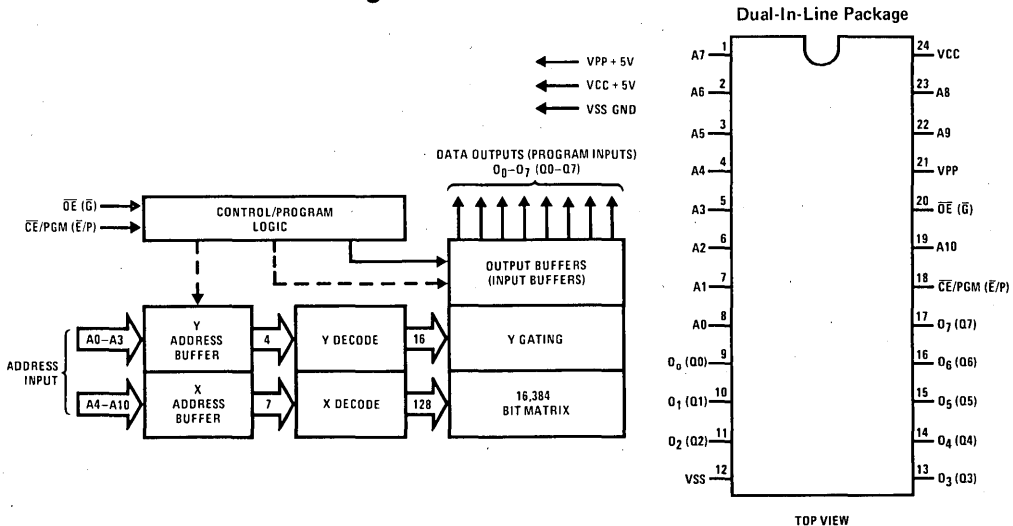 Dual-In-Line Package
VPP + 5V
VCC + 5V
VSS GND
DATA OUTPUTS (PROGRAM INPUTS)
O0–O7 (Q0–Q7)
OE (G)
CE/PGM (E/P)
CONTROL/PROGRAM
LOGIC
OUTPUT BUFFERS
(INPUT BUFFERS)
ADDRESS
INPUT
A0–A3
Y
ADDRESS
BUFFER
4
Y DECODE
16
Y GATING
A4–A10
X
ADDRESS
BUFFER
7
X DECODE
128
16,384
BIT MATRIX
A7 1
A6 2
A5 3
A4 4
A3 5
A2 6
A1 7
A0 8
O0 (Q0) 9
O1 (Q1) 10
O2 (Q2) 11
VSS 12
24 VCC
23 A8
22 A9
21 VPP
20 OE (G)
19 A10
18 CE/PGM (E/P)
17 O7 (Q7)
16 O6 (Q6)
15 O5 (Q5)
14 O4 (Q4)
13 O3 (Q3)
TOP VIEW